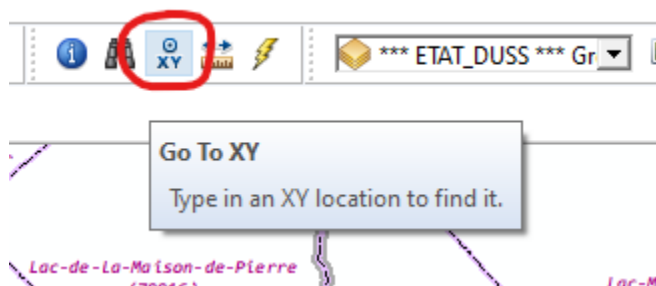 XY
*** ETAT_DUSS *** Gr
Go To XY
Type in an XY location to find it.
Lac-de-La-Maison-de-Pierre
Lac-M